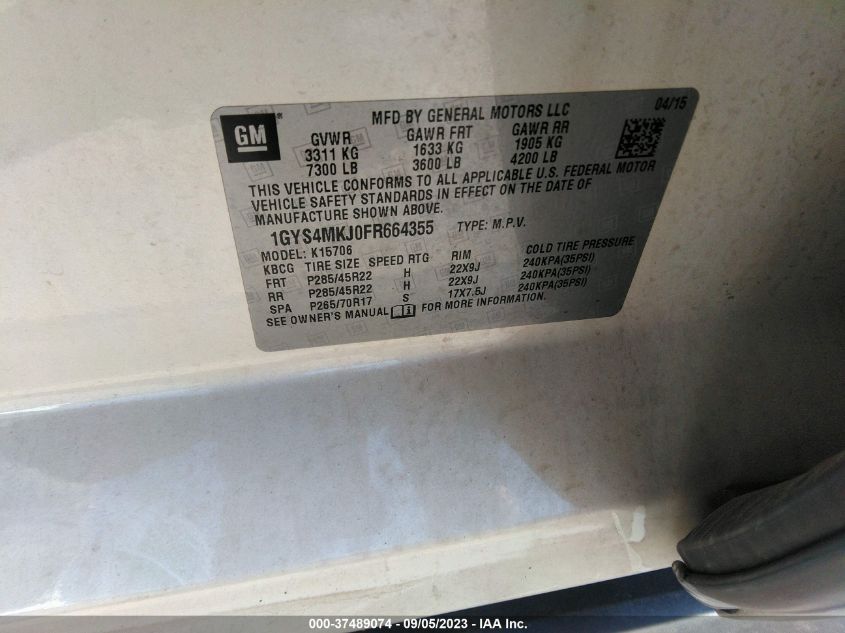 GM
MFD BY GENERAL MOTORS LLC
04/15
GVWR GAWR FRT GAWR RR
3311 KG 1633 KG 1905 KG
7300 LB 3600 LB 4200 LB
THIS VEHICLE CONFORMS TO ALL APPLICABLE U.S. FEDERAL MOTOR
VEHICLE SAFETY STANDARDS IN EFFECT ON THE DATE OF
MANUFACTURE SHOWN ABOVE.
1GYS4MKJ0FR664355 TYPE: M.P.V.
MODEL: K15706
KBCG TIRE SIZE SPEED RTG RIM COLD TIRE PRESSURE
FRT P285/45R22 H 22X9J 240KPA(35PSI)
RR P285/45R22 H 22X9J 240KPA(35PSI)
SPA P265/70R17 S 17X7.5J 240KPA(35PSI)
SEE OWNER'S MANUAL FOR MORE INFORMATION.
000-37489074 - 09/05/2023 - IAA Inc.